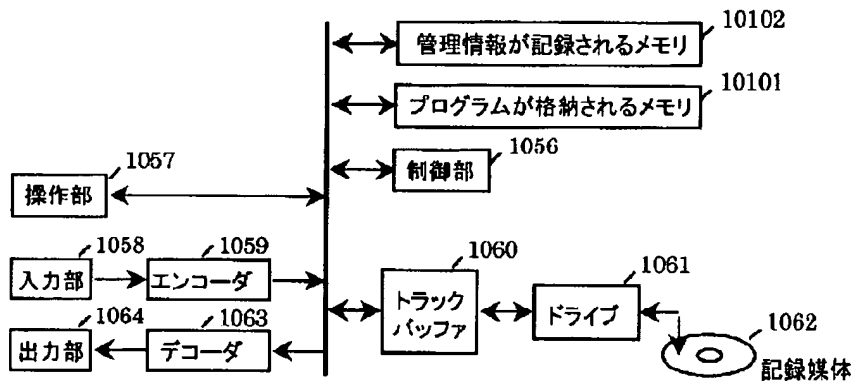 10102
管理情報が記録されるメモリ
10101
プログラムが格納されるメモリ
1056
制御部
1057
操作部
1058
入力部
1059
エンコーダ
1064
出力部
1063
デコーダ
1060
トラック
バッファ
1061
ドライブ
1062
記録媒体